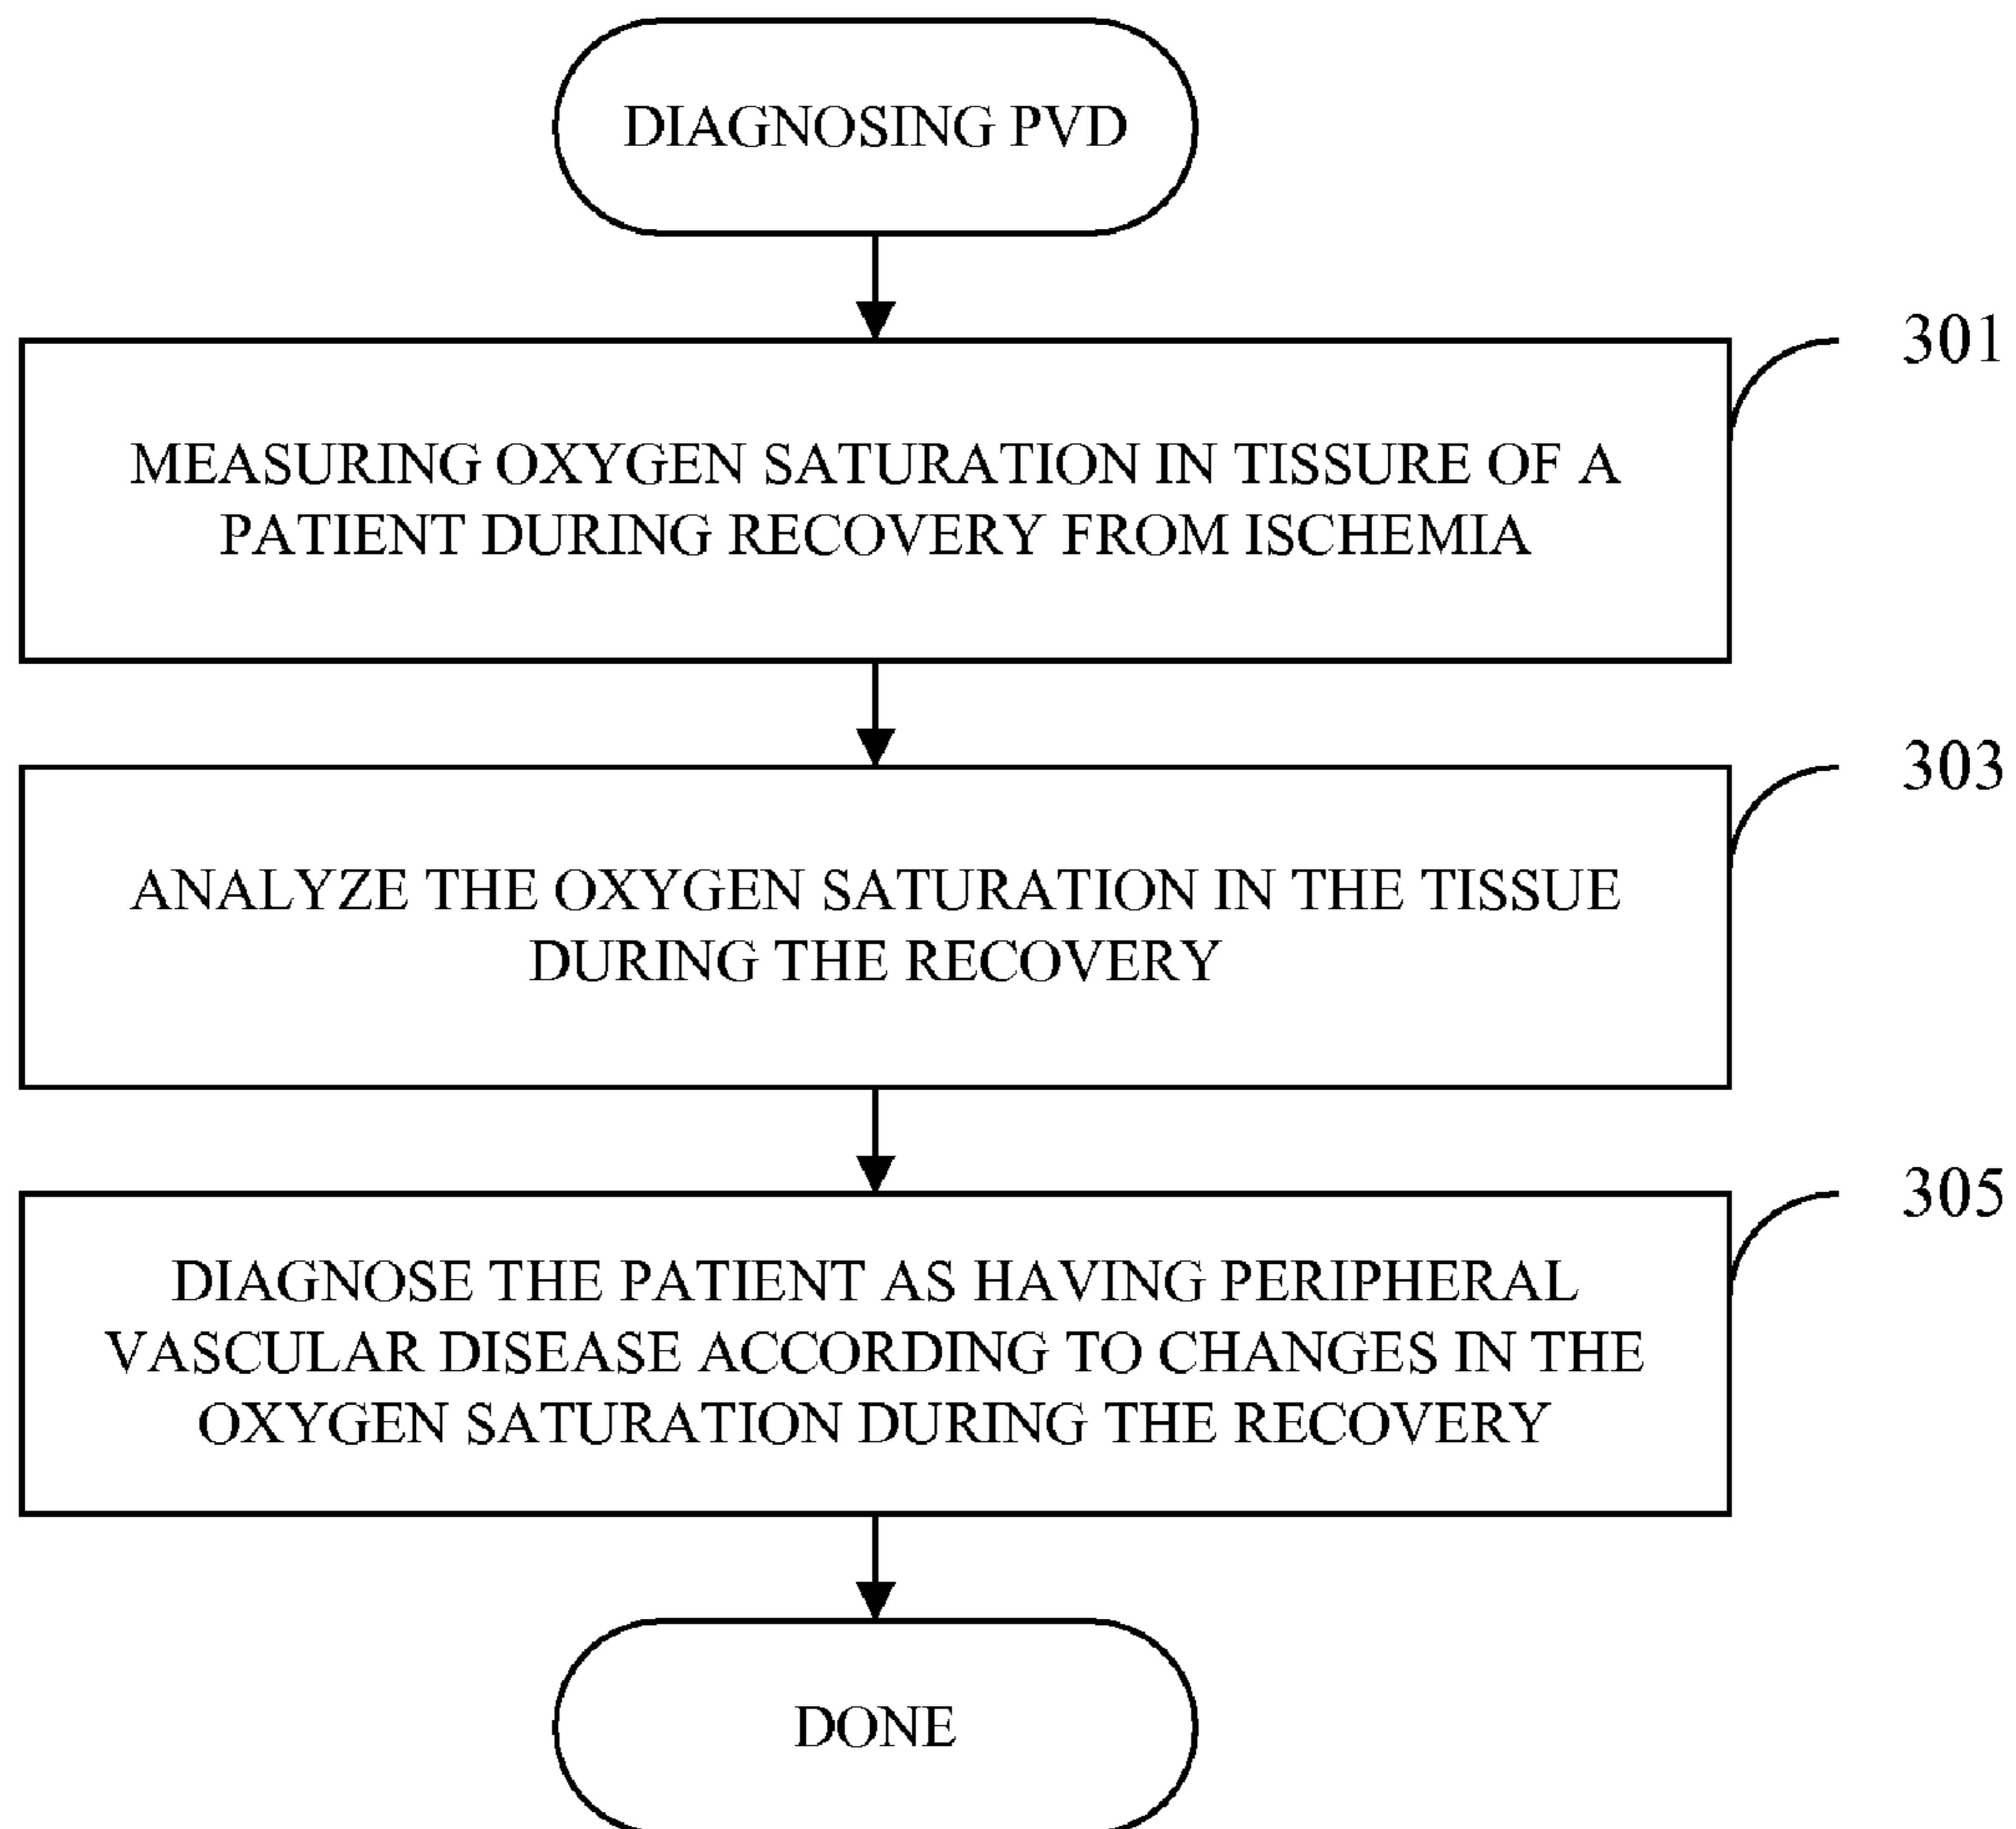 DIAGNOSING PVD
301
MEASURING OXYGEN SATURATION IN TISSURE OF A
PATIENT DURING RECOVERY FROM ISCHEMIA
303
ANALYZE THE OXYGEN SATURATION IN THE TISSUE
DURING THE RECOVERY
305
DIAGNOSE THE PATIENT AS HAVING PERIPHERAL
VASCULAR DISEASE ACCORDING TO CHANGES IN THE
OXYGEN SATURATION DURING THE RECOVERY
DONE